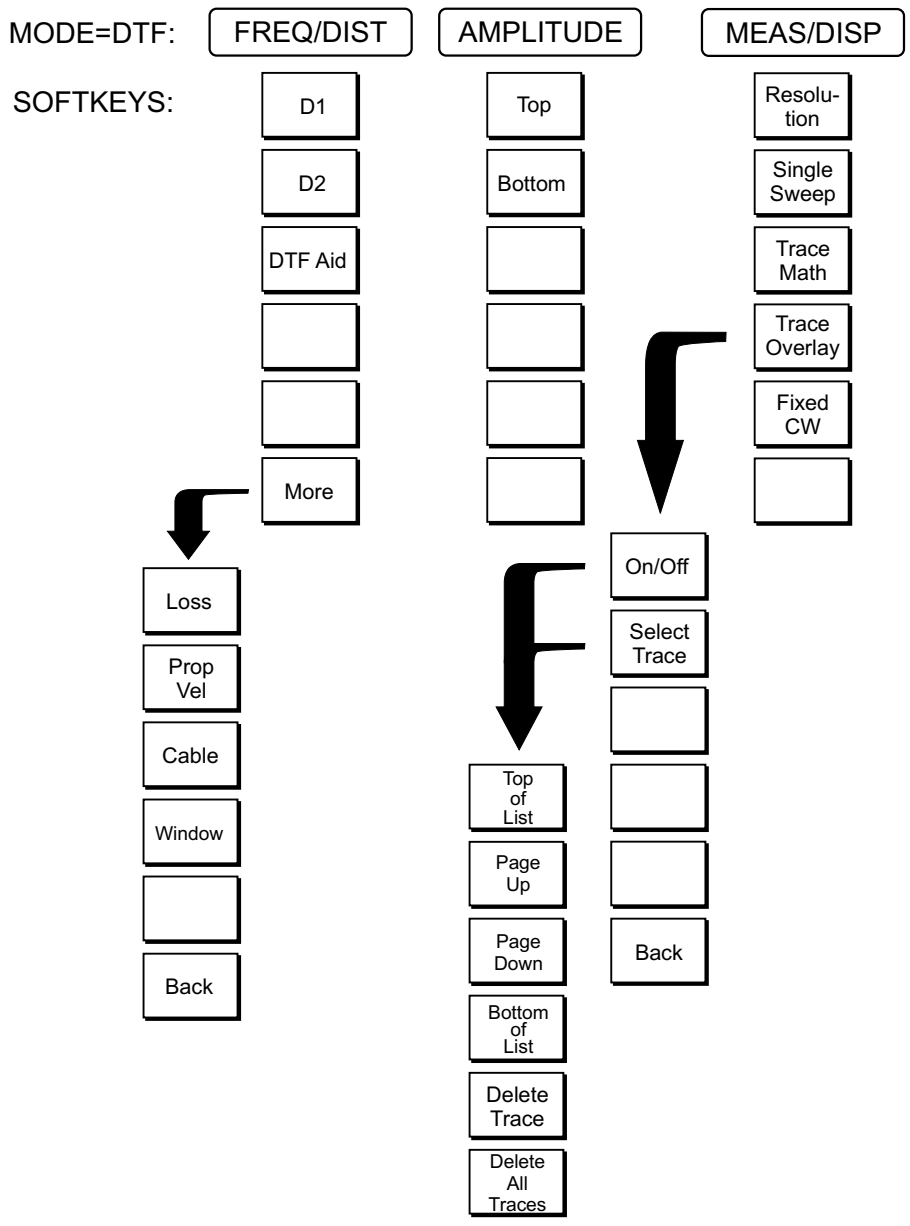 MODE=DTF:
FREQ/DIST
AMPLITUDE
MEAS/DISP
SOFTKEYS:
D1
D2
DTF Aid
More
Loss
Prop
Vel
Cable
Window
Back
Top
Bottom
Resolu-
tion
Single
Sweep
Trace
Math
Trace
Overlay
Fixed
CW
On/Off
Select
Trace
Back
Top
of
List
Page
Up
Page
Down
Bottom
of
List
Delete
Trace
Delete
All
Traces